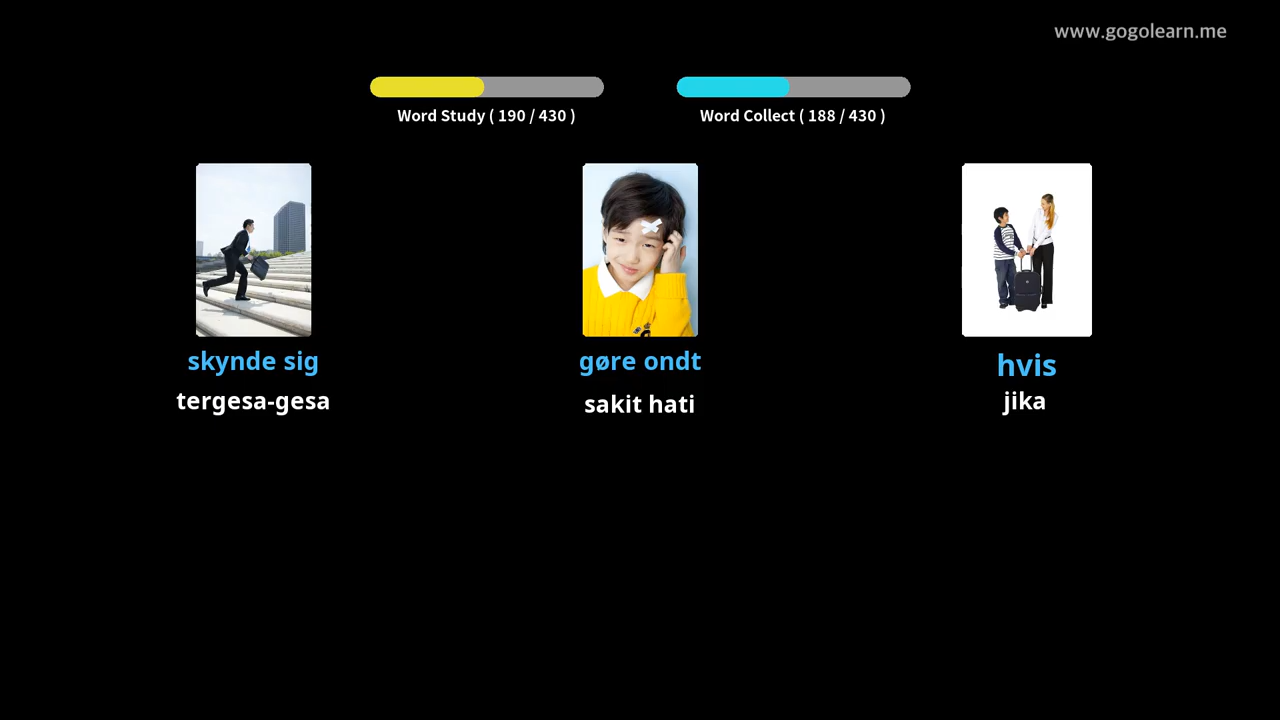 www.gogolearn.me
Word Study ( 190 / 430 )
Word Collect ( 188 / 430 )
skynde sig
gøre ondt
hvis
tergesa-gesa
sakit hati
jika